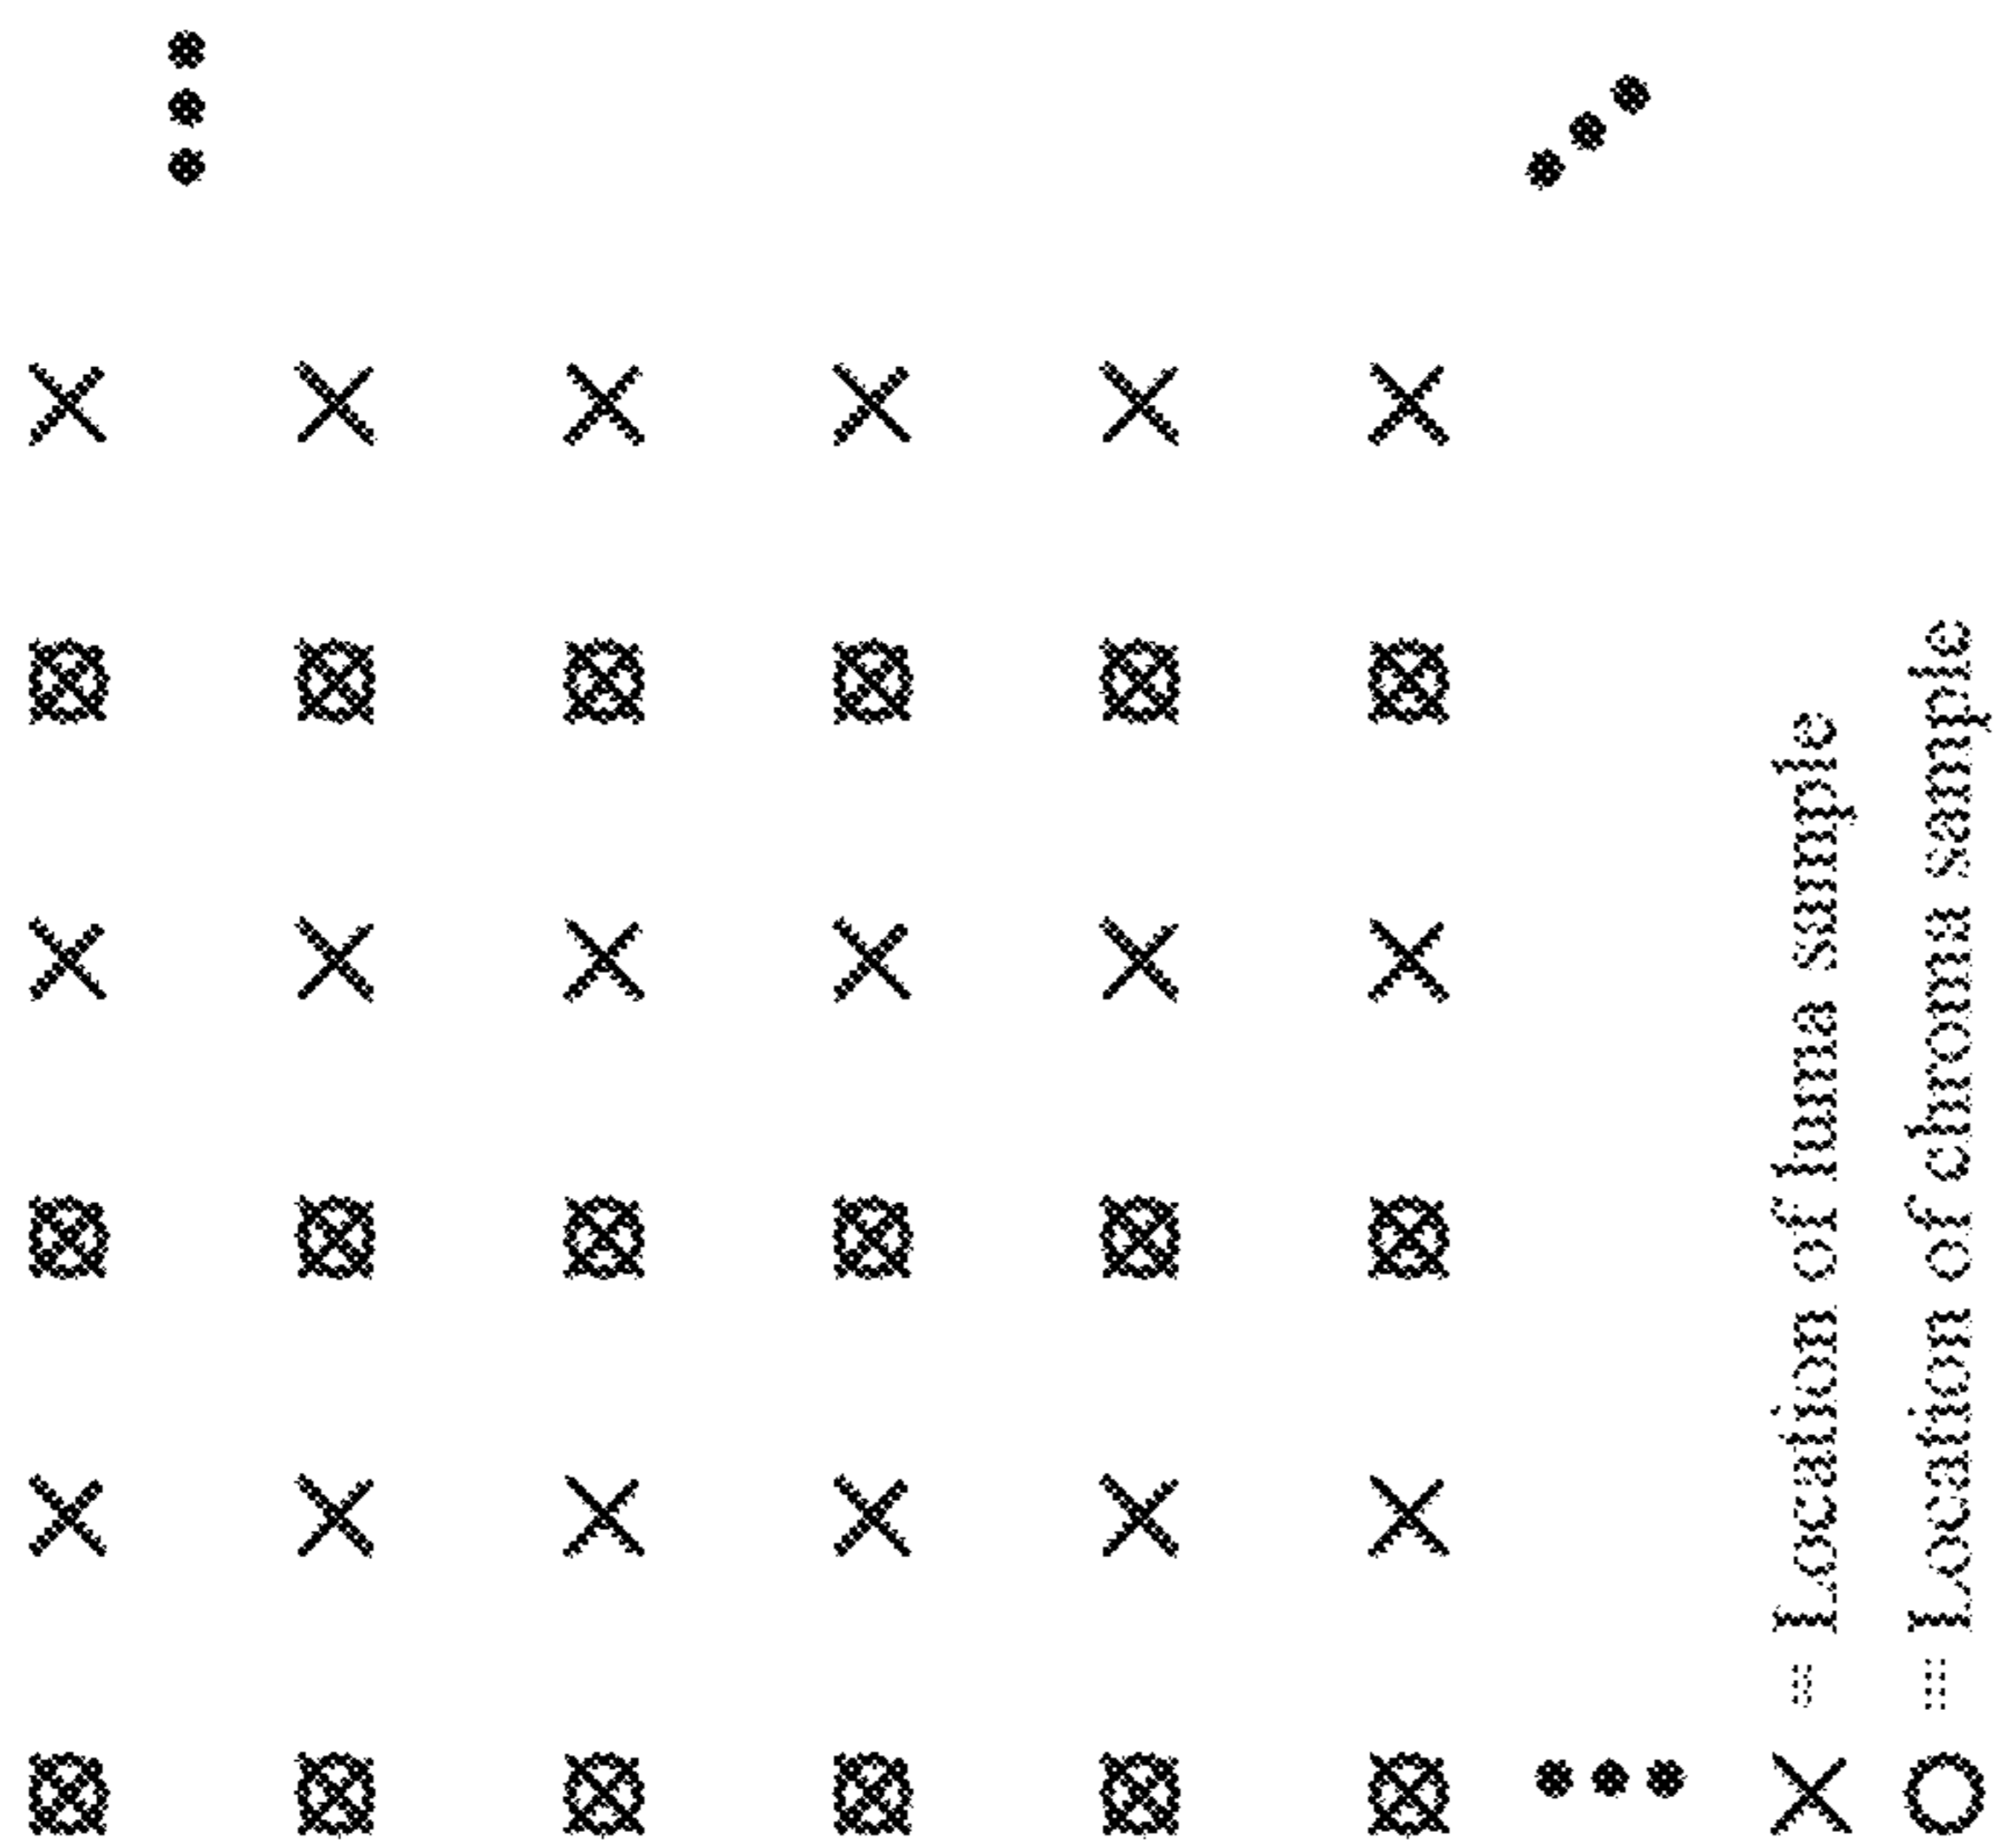 X = Location of luma sample
O = Location of chroma sample